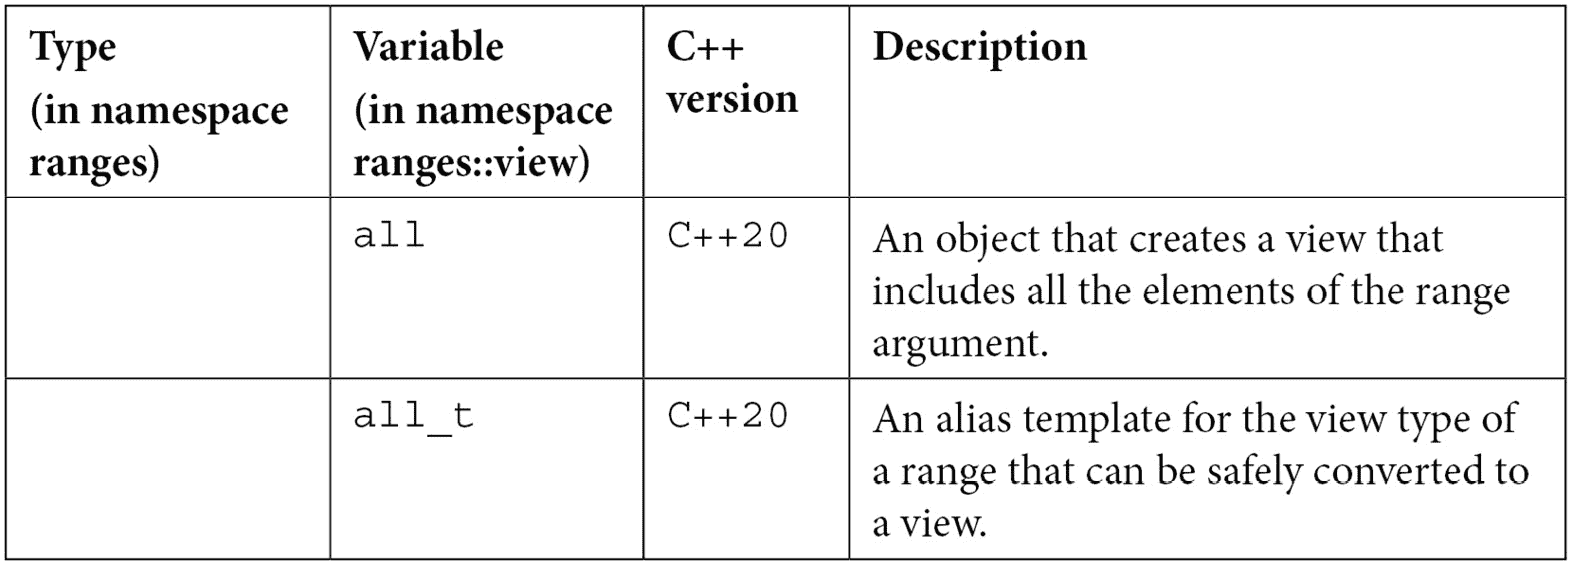 Type
(in namespace
ranges)
Variable
(in namespace
ranges::view)
C++
version
Description
all
C++20
An object that creates a view that
includes all the elements of the range
argument.
all_t
C++20
An alias template for the view type of
a range that can be safely converted to
a view.